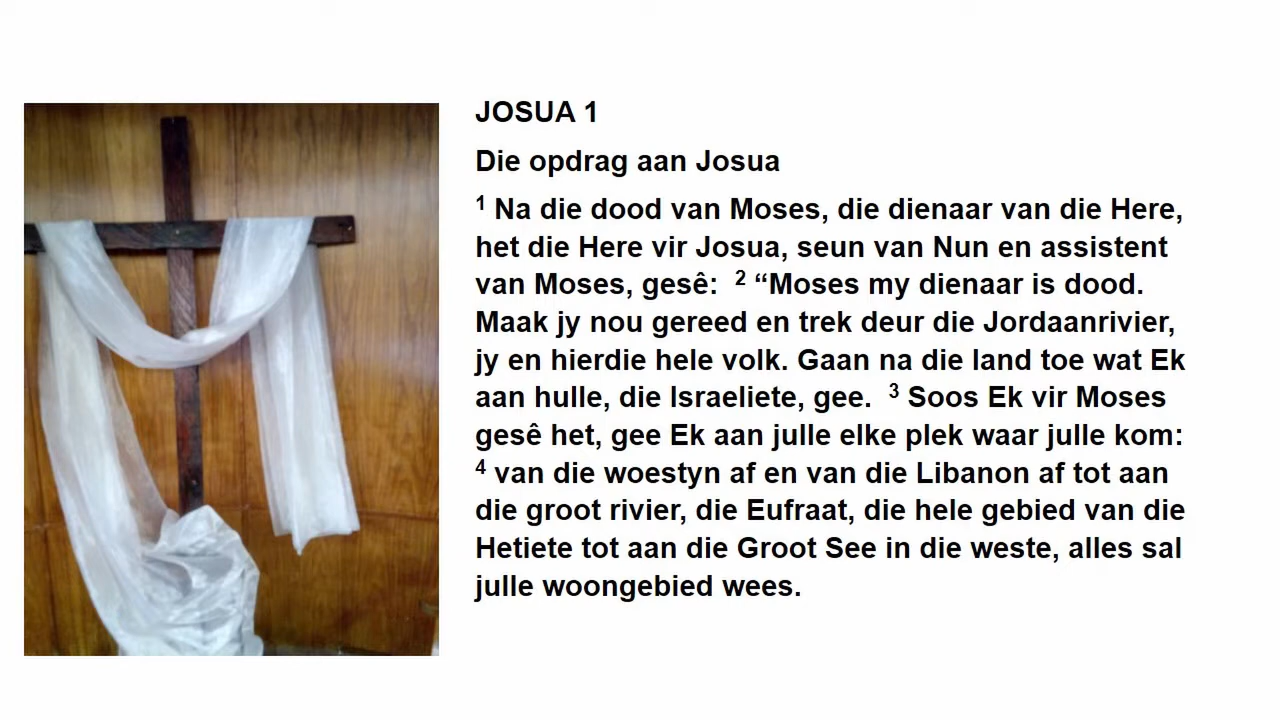 JOSUA 1
Die opdrag aan Josua
1 Na die dood van Moses, die dienaar van die Here,
het die Here vir Josua, seun van Nun en assistent
van Moses, gesê: 2 “Moses my dienaar is dood.
Maak jy nou gereed en trek deur die Jordaanrivier,
jy en hierdie hele volk. Gaan na die land toe wat Ek
aan hulle, die Israeliete, gee. 3 Soos Ek vir Moses
gesê het, gee Ek aan julle elke plek waar julle kom:
4 van die woestyn af en van die Libanon af tot aan
die groot rivier, die Eufraat, die hele gebied van die
Hetiete tot aan die Groot See in die weste, alles sal
julle woongebied wees.